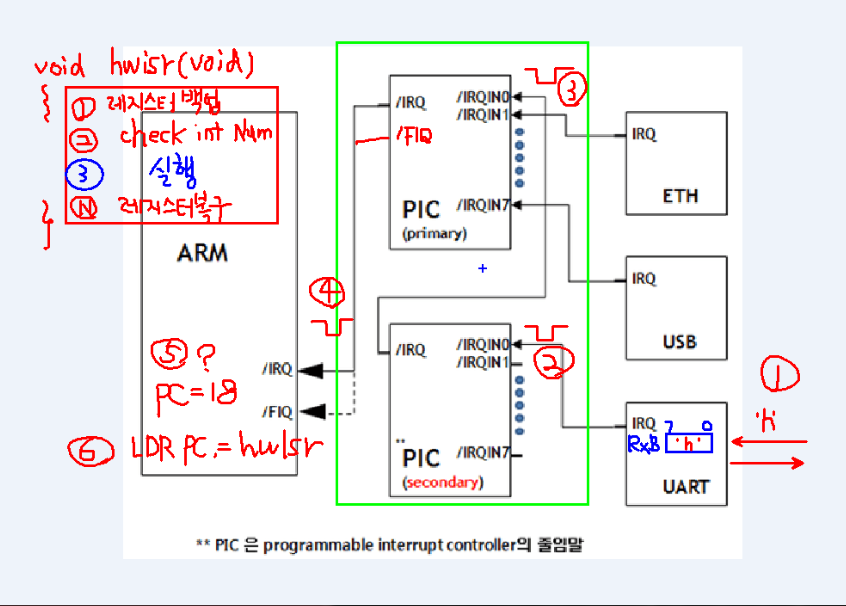 void hwisr(void)
{
① 레지스터 백업
② check int Num
③ 실행
Ⓝ 레지스터복구
}
ARM
⑤ ?
PC=18
⑥ LDR PC,=hwisr
/IRQ
/FIQ
④
/IRQ
/FIQ
/IRQIN0
/IRQIN1
/IRQIN7
PIC
(primary)
③
/IRQ
/IRQIN0
/IRQIN1
/IRQIN7
**
PIC
(secondary)
②
IRQ
ETH
IRQ
USB
①
'h'
IRQ
7 0
RxB 'h'
UART
** PIC 은 programmable interrupt controller의 줄임말